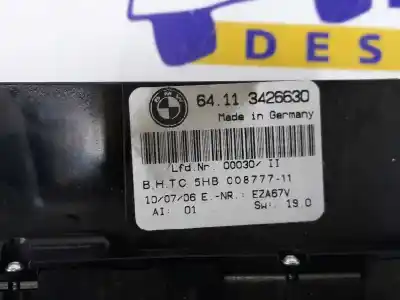 DES
BMW
64.11 3426630
Made in Germany
Lfd.Nr 00030/ II
B.H.TC 5HB 008777-11
10/07/06 E.-NR.: EZA67V
AI: 01 Sw: 19.0